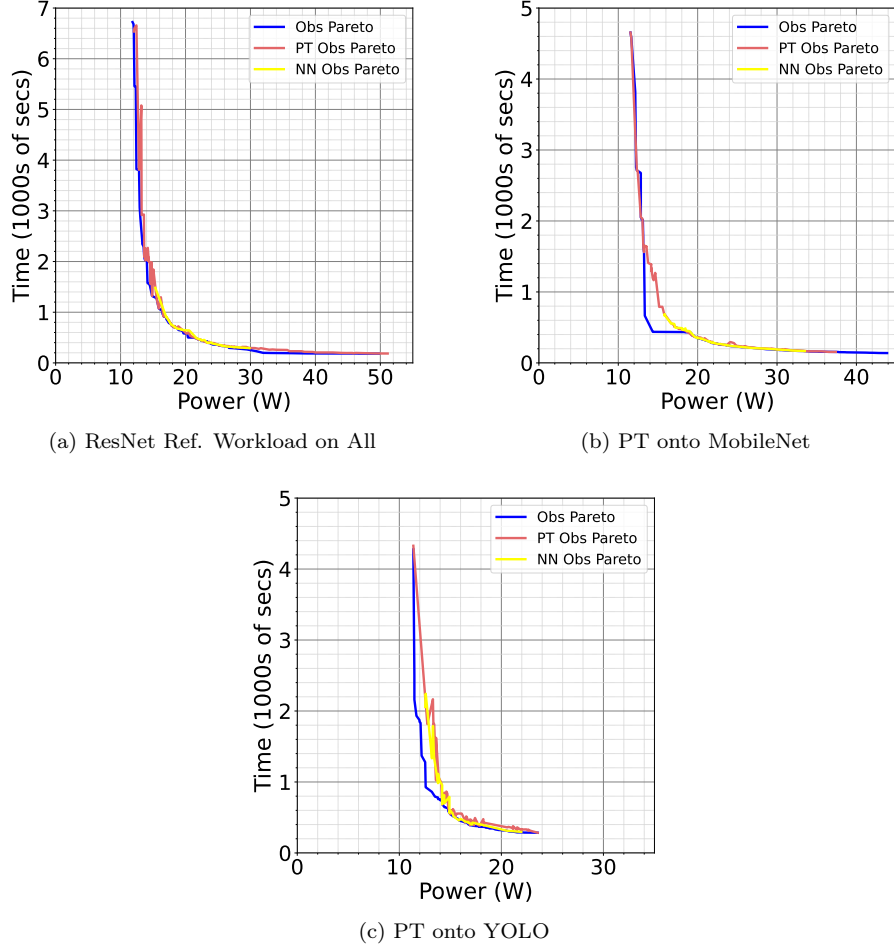 7
6
5
4
3
2
1
0
Time (1000s of secs)
Obs Pareto
PT Obs Pareto
NN Obs Pareto
0 10 20 30 40 50
Power (W)
(a) ResNet Ref. Workload on All
5
4
3
2
1
0
Time (1000s of secs)
Obs Pareto
PT Obs Pareto
NN Obs Pareto
0 10 20 30 40
Power (W)
(b) PT onto MobileNet
5
4
3
2
1
0
Time (1000s of secs)
Obs Pareto
PT Obs Pareto
NN Obs Pareto
0 10 20 30
Power (W)
(c) PT onto YOLO